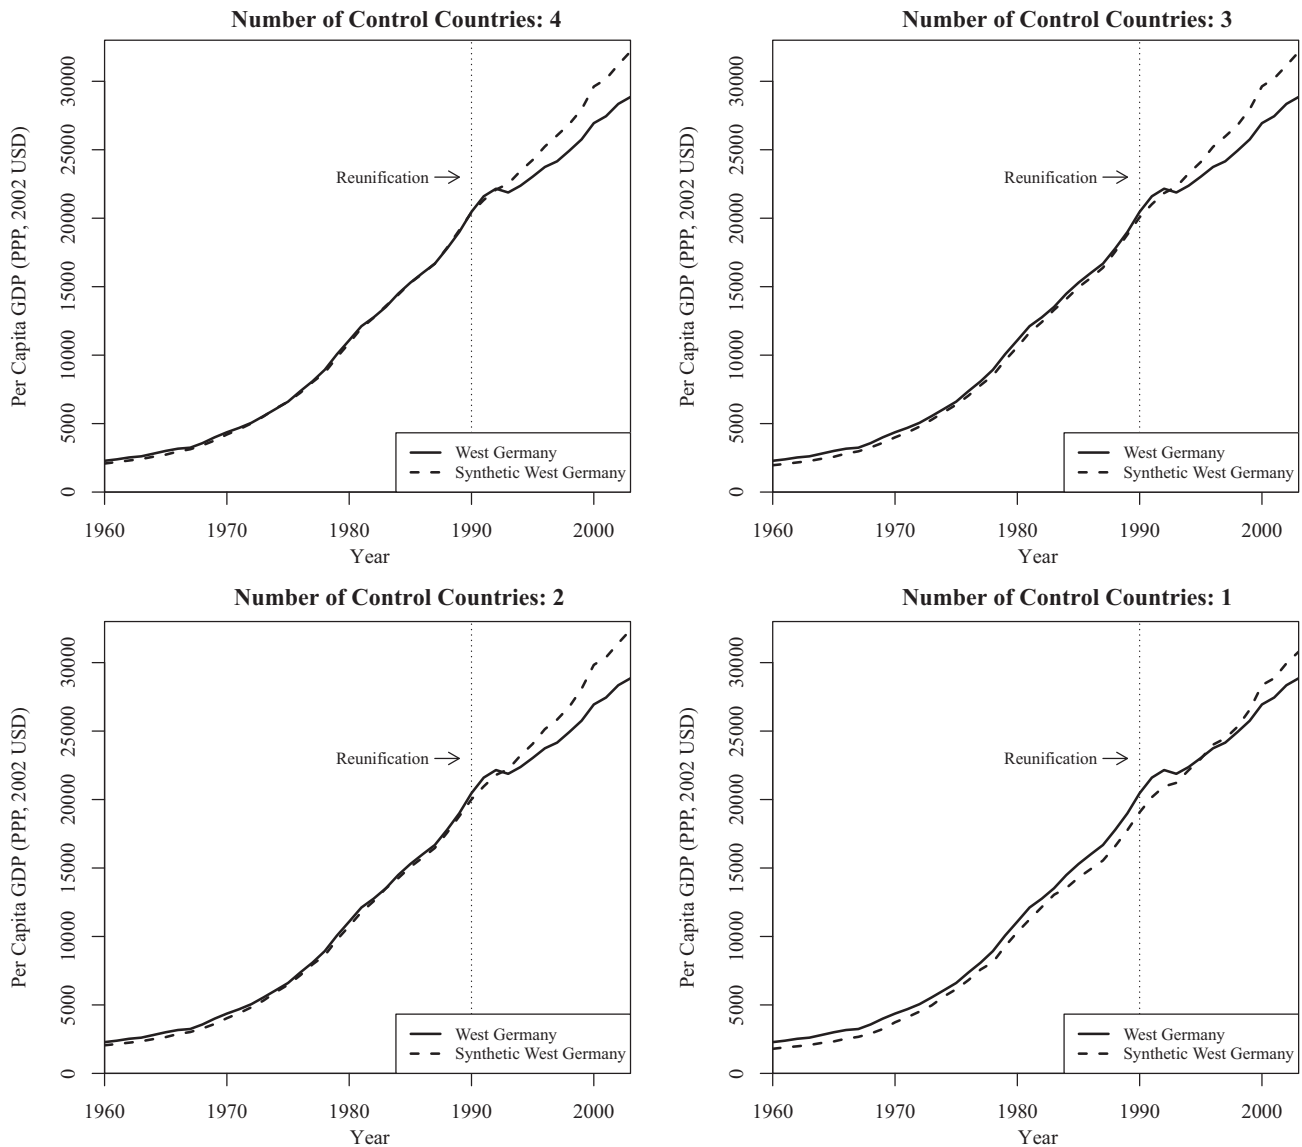 Number of Control Countries: 4
Per Capita GDP (PPP, 2002 USD)
30000
25000
20000
15000
10000
5000
0
Reunification
West Germany
Synthetic West Germany
1960 1970 1980 1990 2000
Year
Number of Control Countries: 3
Per Capita GDP (PPP, 2002 USD)
30000
25000
20000
15000
10000
5000
0
Reunification
West Germany
Synthetic West Germany
1960 1970 1980 1990 2000
Year
Number of Control Countries: 2
Per Capita GDP (PPP, 2002 USD)
30000
25000
20000
15000
10000
5000
0
Reunification
West Germany
Synthetic West Germany
1960 1970 1980 1990 2000
Year
Number of Control Countries: 1
Per Capita GDP (PPP, 2002 USD)
30000
25000
20000
15000
10000
5000
0
Reunification
West Germany
Synthetic West Germany
1960 1970 1980 1990 2000
Year